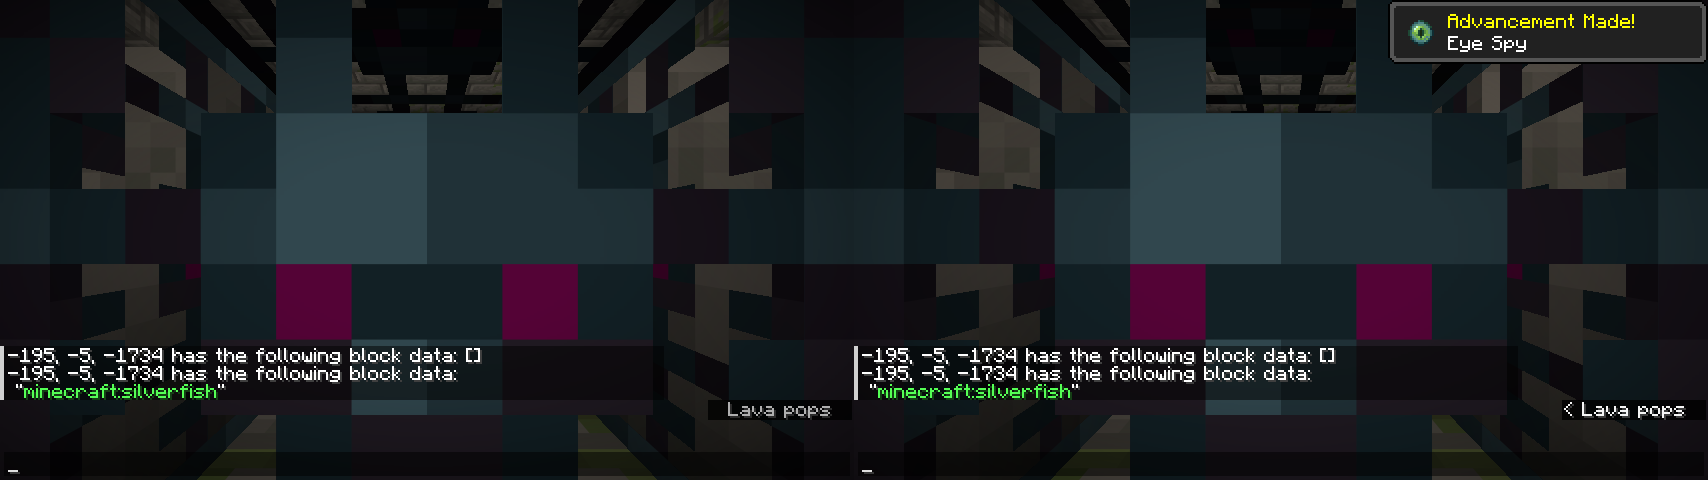 -195, -5, -1734 has the following block data: []
-195, -5, -1734 has the following block data:
"minecraft:silverfish"
Lava pops
_
Advancement Made!
Eye Spy
-195, -5, -1734 has the following block data: []
-195, -5, -1734 has the following block data:
"minecraft:silverfish"
< Lava pops
_